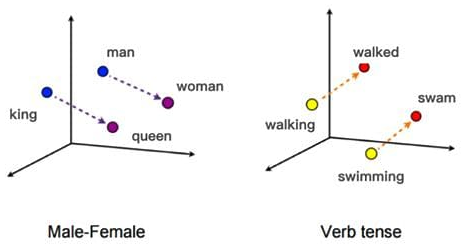 man
woman
king
queen
walked
swam
walking
swimming
Male-Female
Verb tense